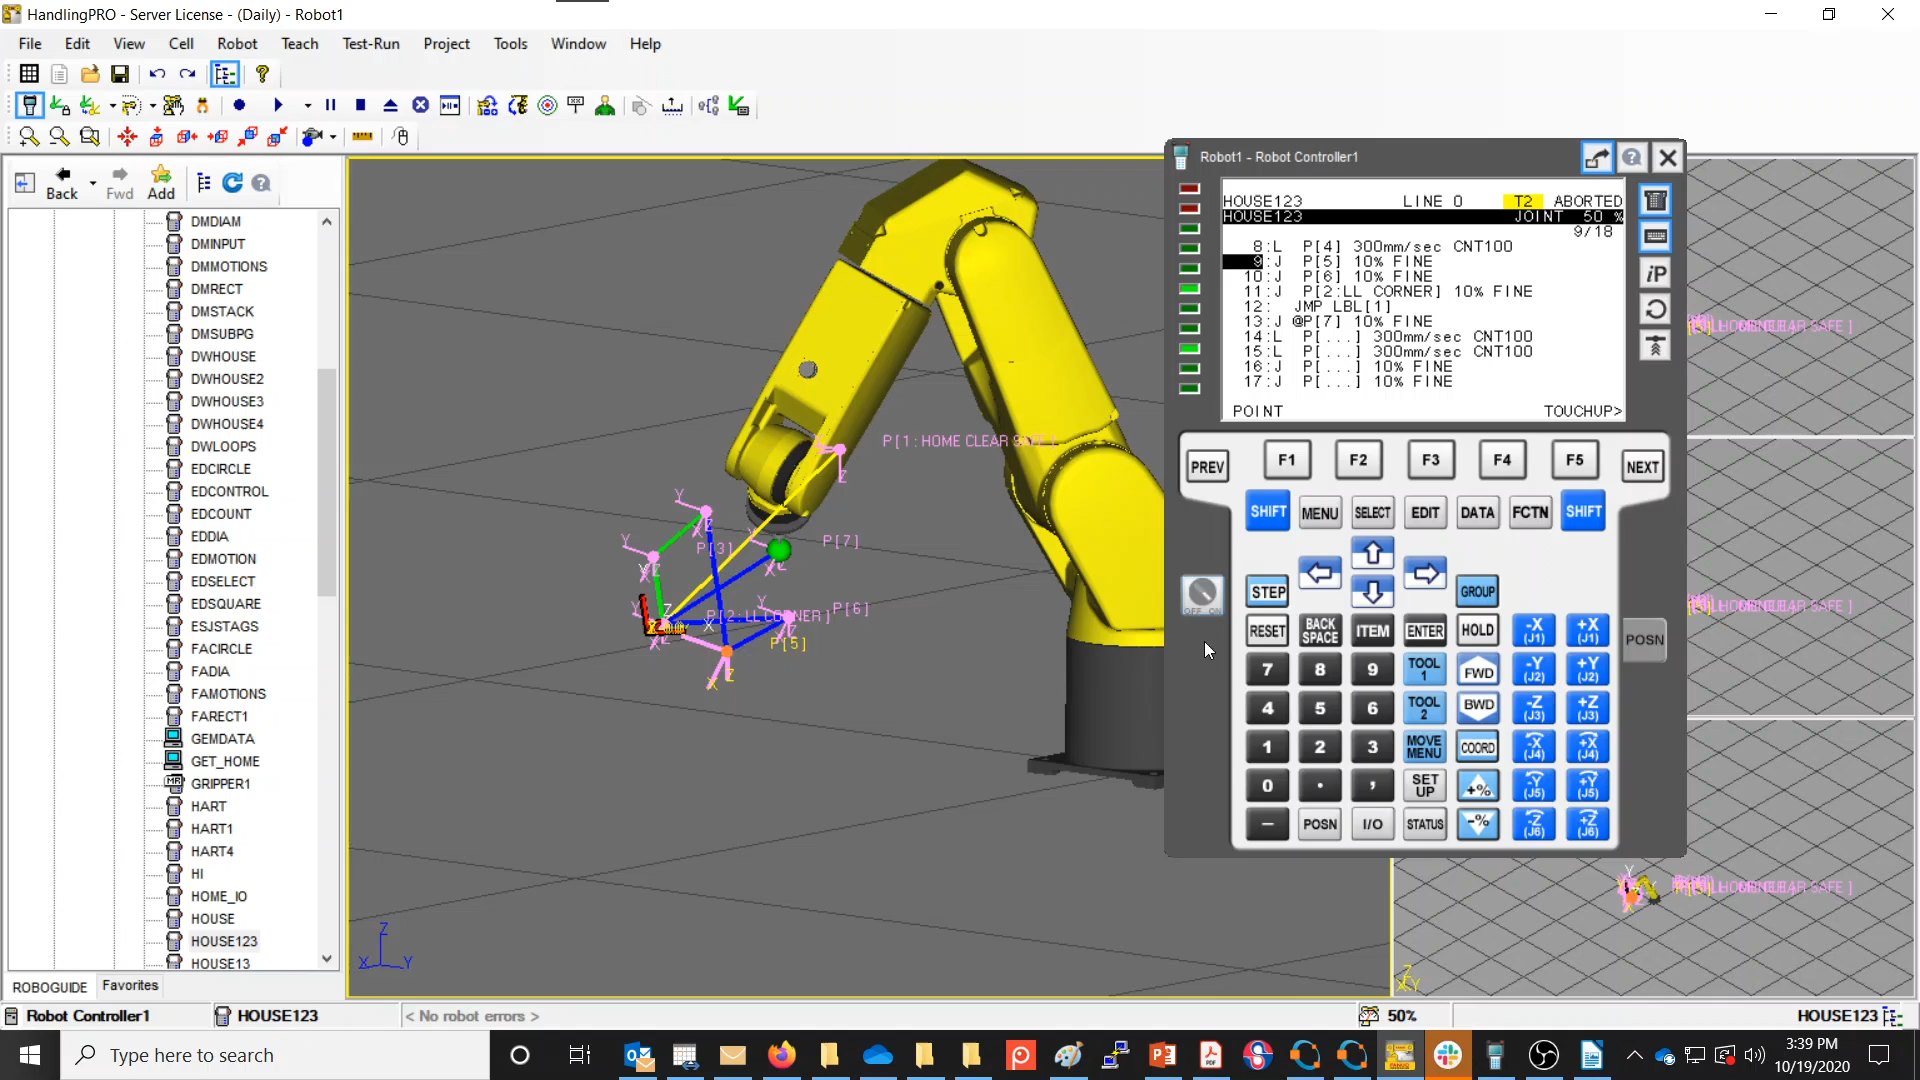 HandlingPRO - Server License - (Daily) - Robot1
File Edit View Cell Robot Teach Test-Run Project Tools Window Help
Back Fwd Add
DMDIAM
DMINPUT
DMMOTIONS
DMRECT
DMSTACK
DMSUBPG
DWHOUSE
DWHOUSE2
DWHOUSE3
DWHOUSE4
DWLOOPS
EDCIRCLE
EDCONTROL
EDCOUNT
EDDIA
EDMOTION
EDSELECT
EDSQUARE
ESJSTAGS
FACIRCLE
FADIA
FAMOTIONS
FARECT1
GEMDATA
GET_HOME
GRIPPER1
HART
HART1
HART4
HI
HOME_IO
HOUSE
HOUSE123
HOUSE13
ROBOGUIDE Favorites
P[1:HOME CLEAR SAFE ]
P[3]
P[7]
P[2:LL CORNER] P[6]
P[5]
Robot1 - Robot Controller1
HOUSE123 LINE 0 T2 ABORTED
HOUSE123 JOINT 50 %
9/18
8:L P[4] 300mm/sec CNT100
9:J P[5] 10% FINE
10:J P[6] 10% FINE
11:J P[2:LL CORNER] 10% FINE
12: JMP LBL[1]
13:J @P[7] 10% FINE
14:L P[...] 300mm/sec CNT100
15:L P[...] 300mm/sec CNT100
16:J P[...] 10% FINE
17:J P[...] 10% FINE
POINT TOUCHUP>
iP
PREV F1 F2 F3 F4 F5 NEXT
SHIFT MENU SELECT EDIT DATA FCTN SHIFT
OFF ON
STEP GROUP
RESET BACK SPACE ITEM ENTER HOLD -X (J1) +X (J1) POSN
7 8 9 TOOL 1 FWD -Y (J2) +Y (J2)
4 5 6 TOOL 2 BWD -Z (J3) +Z (J3)
1 2 3 MOVE MENU COORD -X (J4) +X (J4)
0 . , SET UP +% -Y (J5) +Y (J5)
- POSN I/O STATUS -% -Z (J6) +Z (J6)
Robot Controller1 HOUSE123 < No robot errors > 50% HOUSE123
Type here to search
3:39 PM
10/19/2020